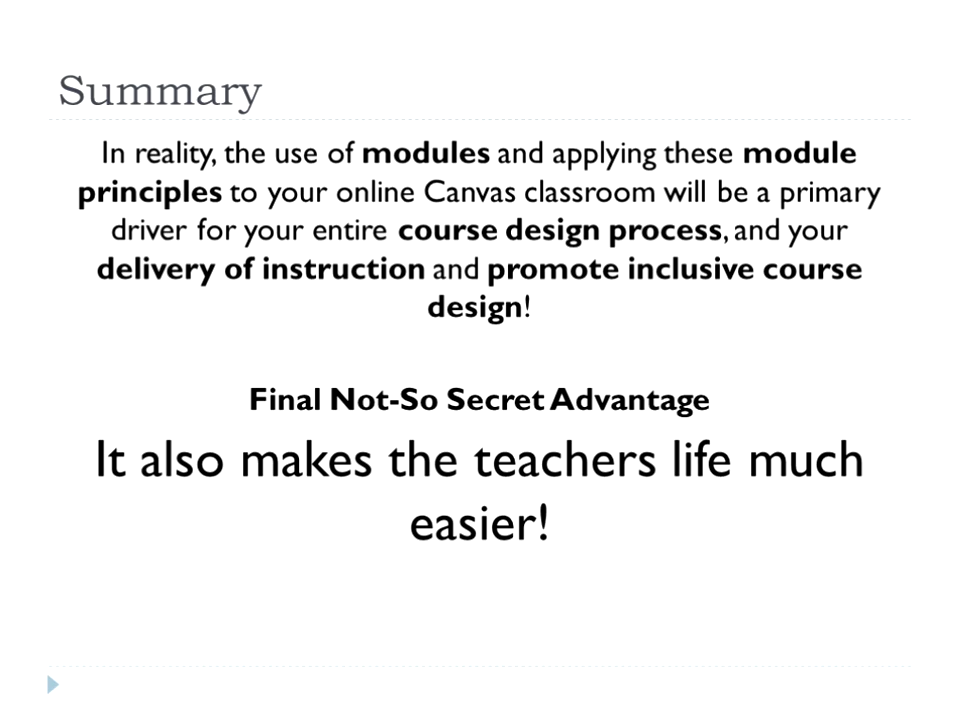 Summary
In reality, the use of modules and applying these module
principles to your online Canvas classroom will be a primary
driver for your entire course design process, and your
delivery of instruction and promote inclusive course
design!
Final Not-So Secret Advantage
It also makes the teachers life much
easier!